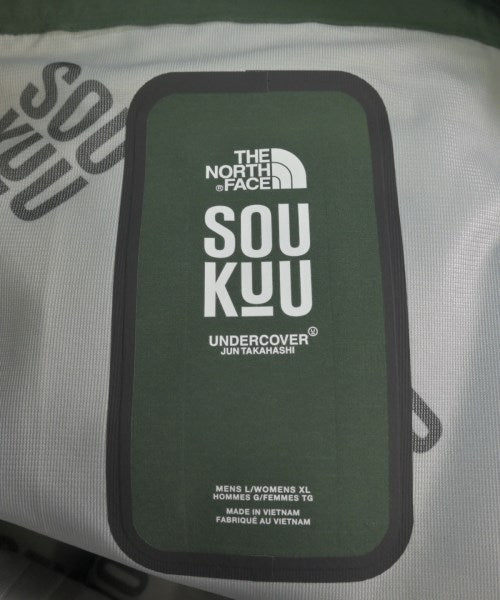 SOU
KUU
THE
NORTH
®FACE
SOU
KUU
UNDERCOVER
JUN TAKAHASHI
MENS L/WOMENS XL
HOMMES G/FEMMES TG
MADE IN VIETNAM
FABRIQUÉ AU VIETNAM